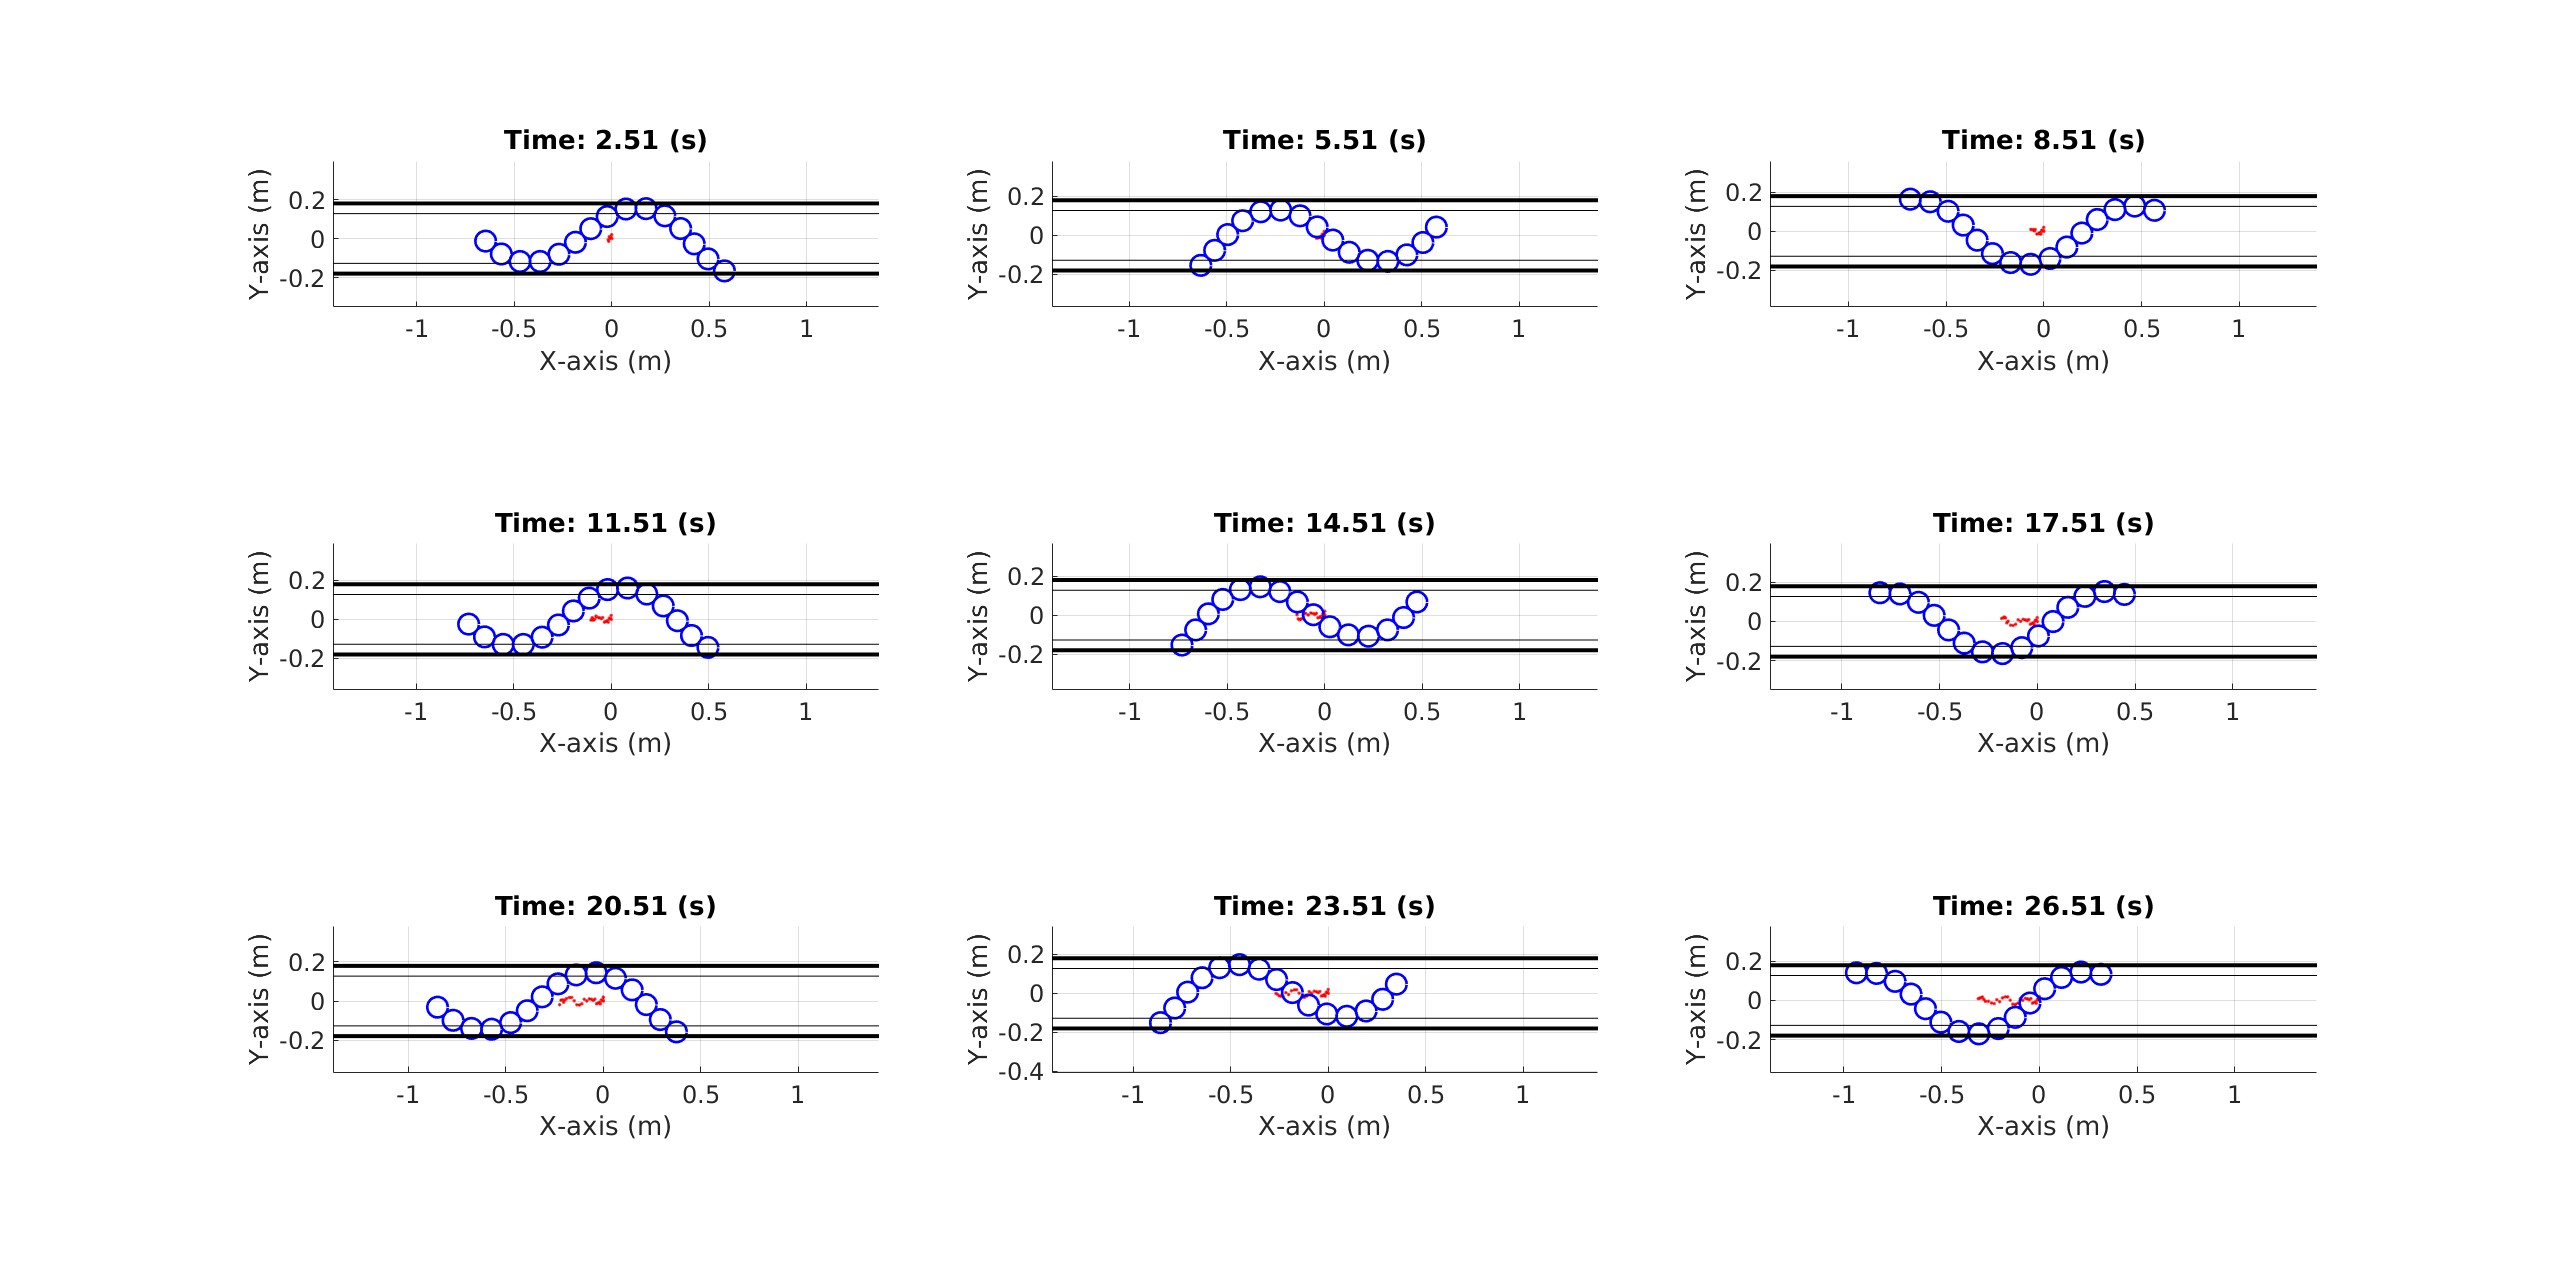 Time: 2.51 (s)
Y-axis (m)
0.2
0
-0.2
-1 -0.5 0 0.5 1
X-axis (m)
Time: 5.51 (s)
Y-axis (m)
0.2
0
-0.2
-1 -0.5 0 0.5 1
X-axis (m)
Time: 8.51 (s)
Y-axis (m)
0.2
0
-0.2
-1 -0.5 0 0.5 1
X-axis (m)
Time: 11.51 (s)
Y-axis (m)
0.2
0
-0.2
-1 -0.5 0 0.5 1
X-axis (m)
Time: 14.51 (s)
Y-axis (m)
0.2
0
-0.2
-1 -0.5 0 0.5 1
X-axis (m)
Time: 17.51 (s)
Y-axis (m)
0.2
0
-0.2
-1 -0.5 0 0.5 1
X-axis (m)
Time: 20.51 (s)
Y-axis (m)
0.2
0
-0.2
-1 -0.5 0 0.5 1
X-axis (m)
Time: 23.51 (s)
Y-axis (m)
0.2
0
-0.2
-0.4
-1 -0.5 0 0.5 1
X-axis (m)
Time: 26.51 (s)
Y-axis (m)
0.2
0
-0.2
-1 -0.5 0 0.5 1
X-axis (m)